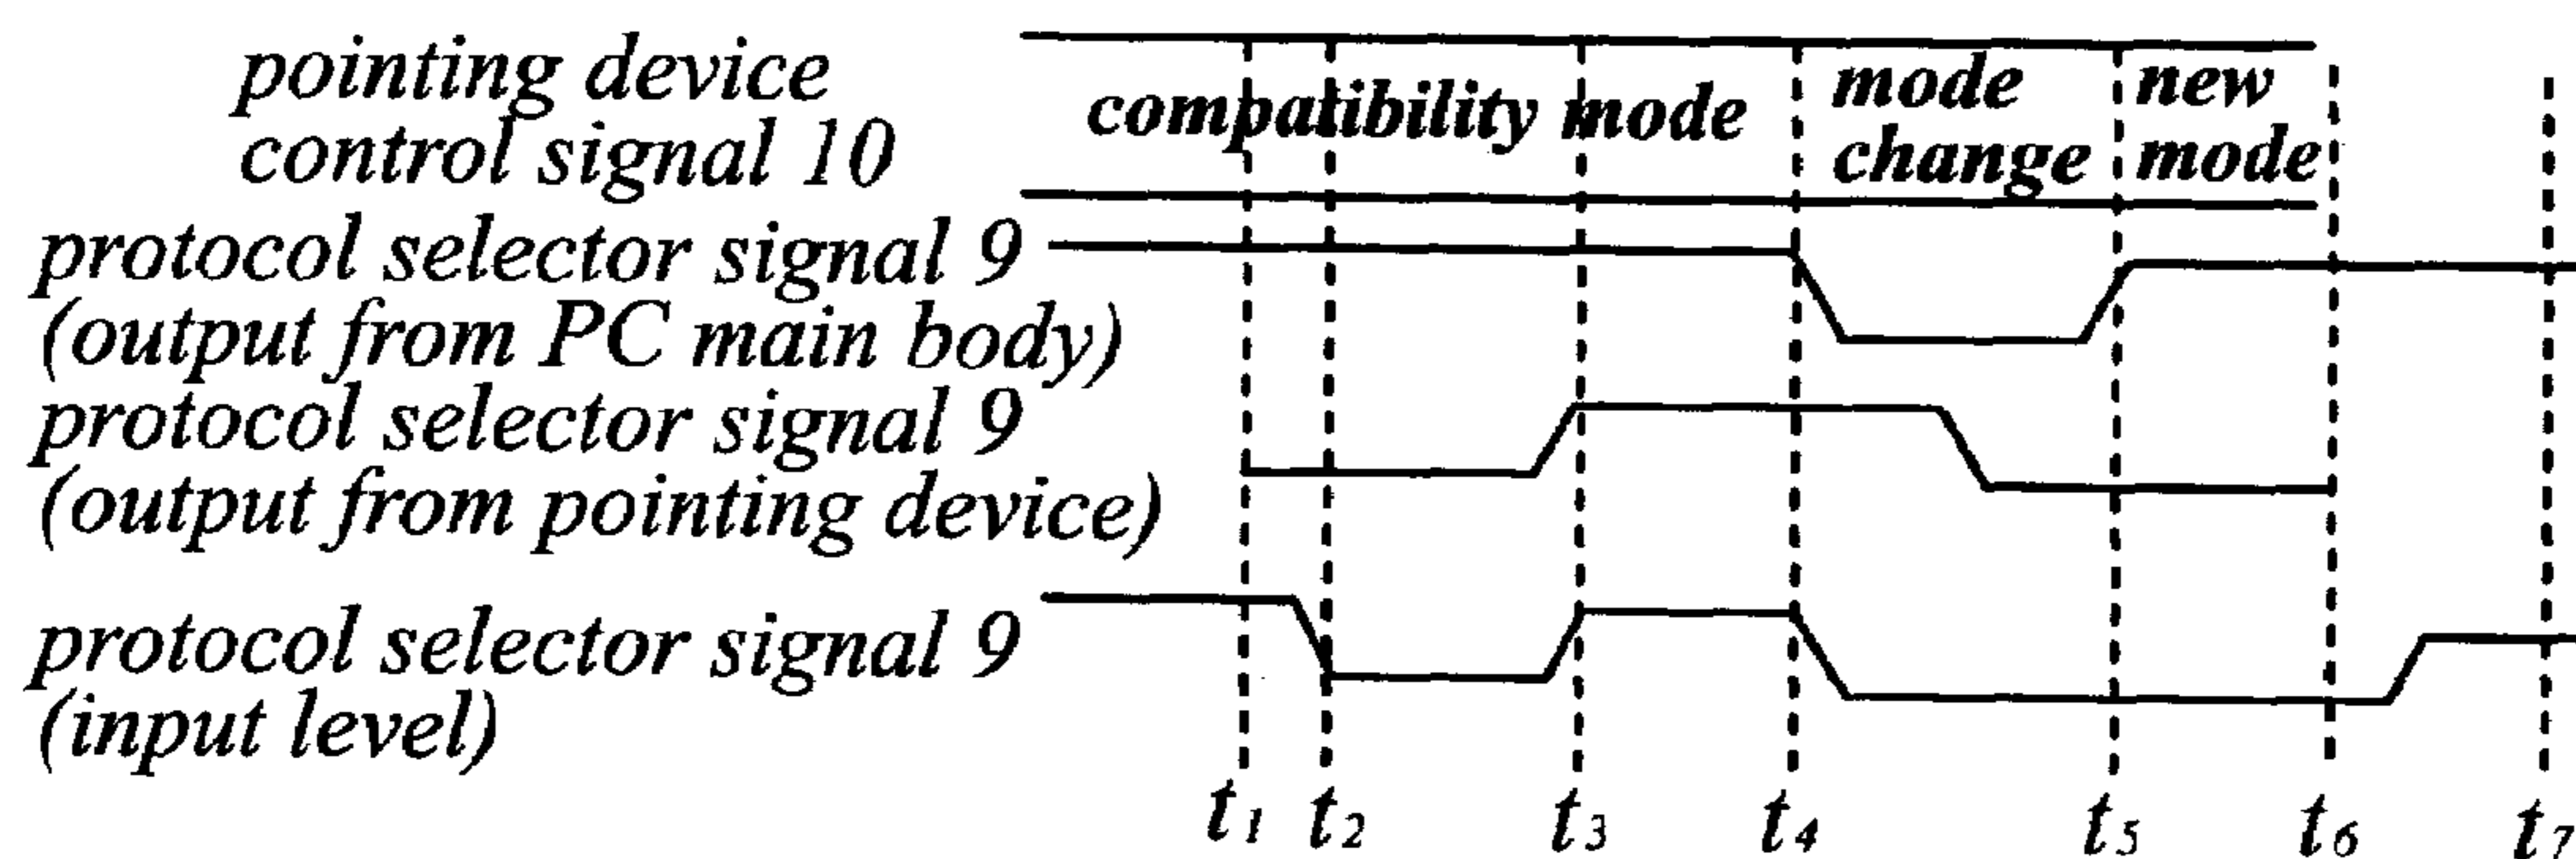 pointing device
control signal 10
compatibility mode
mode
change
new
mode
protocol selector signal 9
(output from PC main body)
protocol selector signal 9
(output from pointing device)
protocol selector signal 9
(input level)
t1 t2 t3 t4 t5 t6 t7